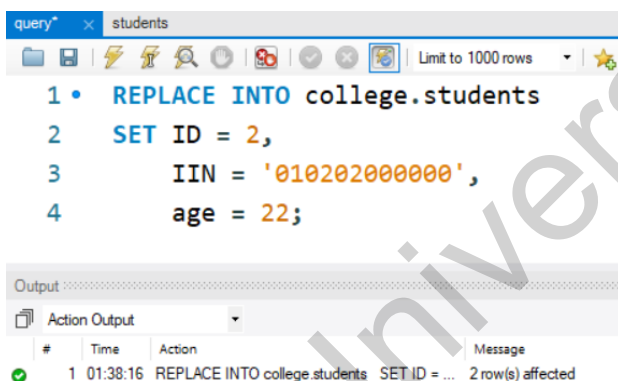 query* × students
Limit to 1000 rows
1 • REPLACE INTO college.students
2 SET ID = 2,
3 IIN = '010202000000',
4 age = 22;
Output
Action Output
# Time Action Message
1 01:38:16 REPLACE INTO college.students SET ID = ... 2 row(s) affected